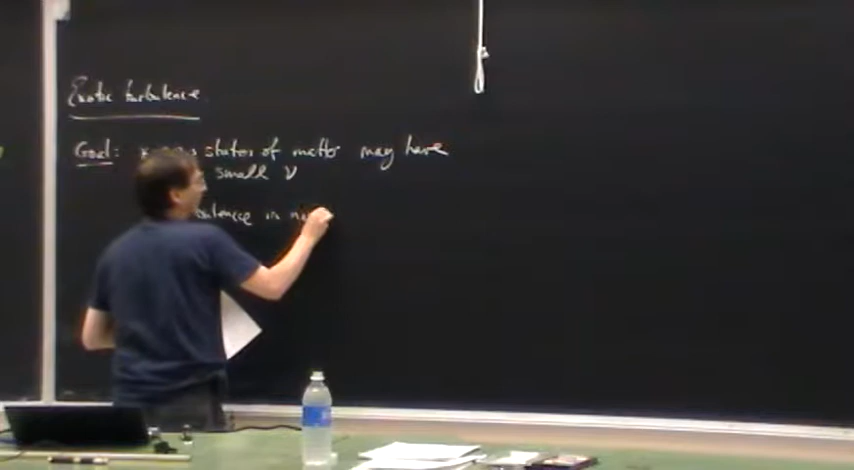 Exotic turbulence
Goal: states of matter may have
small ν
in